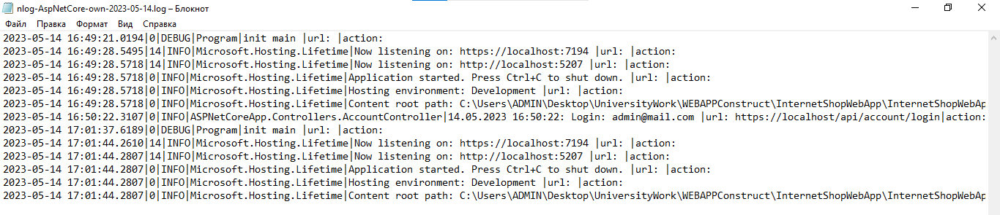 nlog-AspNetCore-own-2023-05-14.log – Блокнот
Файл Правка Формат Вид Справка
2023-05-14 16:49:21.0194|0|DEBUG|Program|init main |url: |action:
2023-05-14 16:49:28.5495|14|INFO|Microsoft.Hosting.Lifetime|Now listening on: https://localhost:7194 |url: |action:
2023-05-14 16:49:28.5718|14|INFO|Microsoft.Hosting.Lifetime|Now listening on: http://localhost:5207 |url: |action:
2023-05-14 16:49:28.5718|0|INFO|Microsoft.Hosting.Lifetime|Application started. Press Ctrl+C to shut down. |url: |action:
2023-05-14 16:49:28.5718|0|INFO|Microsoft.Hosting.Lifetime|Hosting environment: Development |url: |action:
2023-05-14 16:49:28.5718|0|INFO|Microsoft.Hosting.Lifetime|Content root path: C:\Users\ADMIN\Desktop\UniversityWork\WEBAPPConstruct\InternetShopWebApp\InternetShopWebAp
2023-05-14 16:50:22.3107|0|INFO|ASPNetCoreApp.Controllers.AccountController|14.05.2023 16:50:22: Login: admin@mail.com |url: https://localhost/api/account/login|action:
2023-05-14 17:01:37.6189|0|DEBUG|Program|init main |url: |action:
2023-05-14 17:01:44.2610|14|INFO|Microsoft.Hosting.Lifetime|Now listening on: https://localhost:7194 |url: |action:
2023-05-14 17:01:44.2807|14|INFO|Microsoft.Hosting.Lifetime|Now listening on: http://localhost:5207 |url: |action:
2023-05-14 17:01:44.2807|0|INFO|Microsoft.Hosting.Lifetime|Application started. Press Ctrl+C to shut down. |url: |action:
2023-05-14 17:01:44.2807|0|INFO|Microsoft.Hosting.Lifetime|Hosting environment: Development |url: |action:
2023-05-14 17:01:44.2807|0|INFO|Microsoft.Hosting.Lifetime|Content root path: C:\Users\ADMIN\Desktop\UniversityWork\WEBAPPConstruct\InternetShopWebApp\InternetShopWebAp